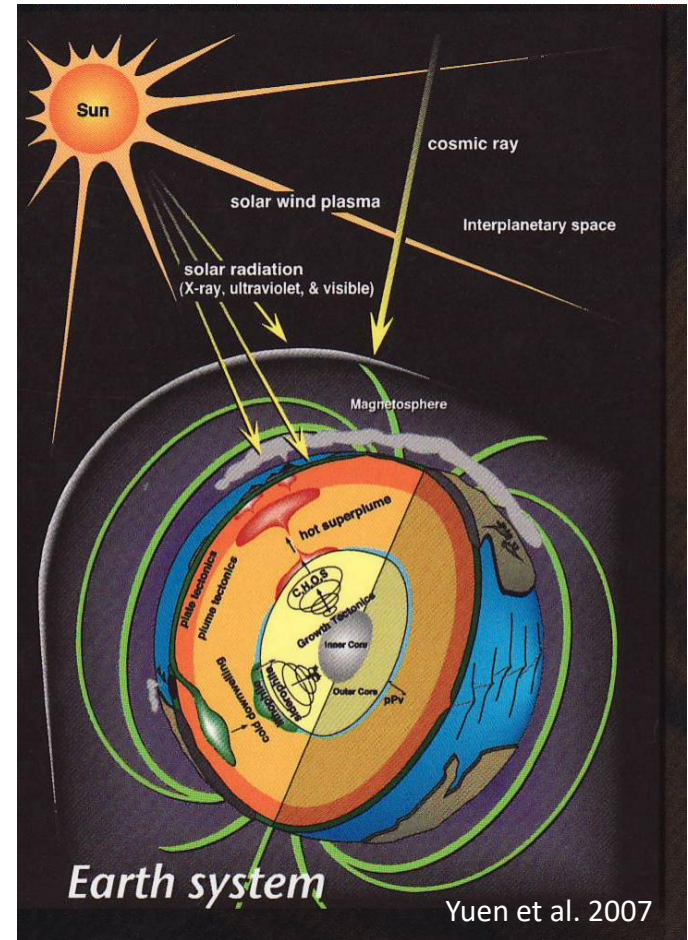 Sun
cosmic ray
solar wind plasma
Interplanetary space
solar radiation
(X-ray, ultraviolet, & visible)
Magnetosphere
hot superplume
plate tectonics
plume tectonics
C.H.O.S
Growth Tectonics
Inner Core
Outer Core
pPv
siderophile
cold downwelling
Earth system
Yuen et al. 2007